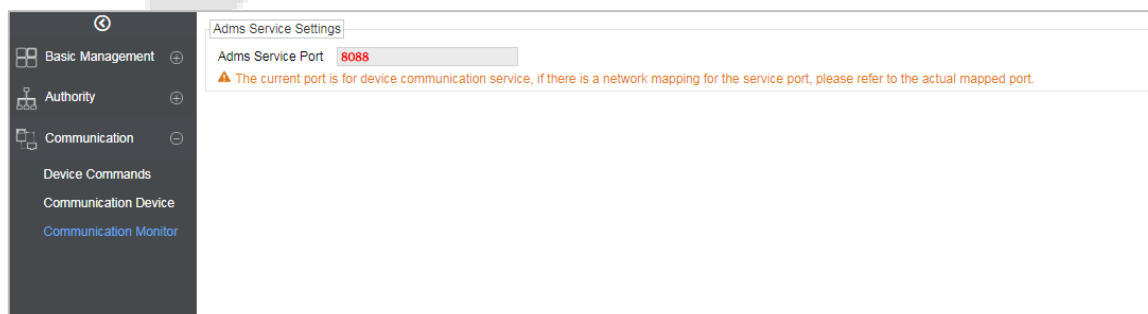 Basic Management
Authority
Communication
Device Commands
Communication Device
Communication Monitor
Adms Service Settings
Adms Service Port 8088
The current port is for device communication service, if there is a network mapping for the service port, please refer to the actual mapped port.